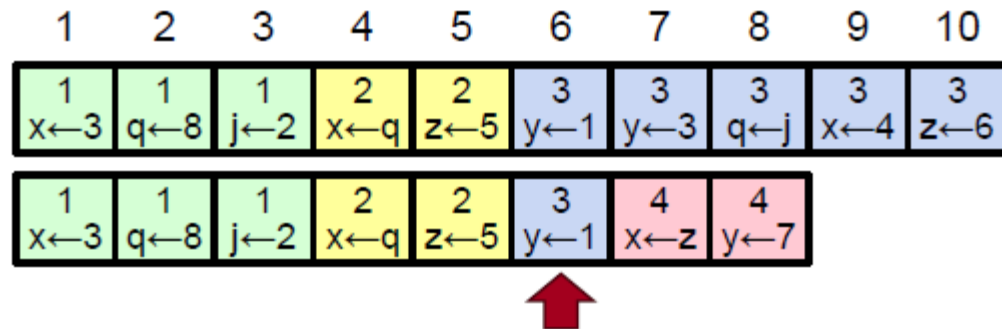 1 2 3 4 5 6 7 8 9 10
1 1 1 2 2 3 3 3 3 3
x←3 q←8 j←2 x←q z←5 y←1 y←3 q←j x←4 z←6
1 1 1 2 2 3 4 4
x←3 q←8 j←2 x←q z←5 y←1 x←z y←7